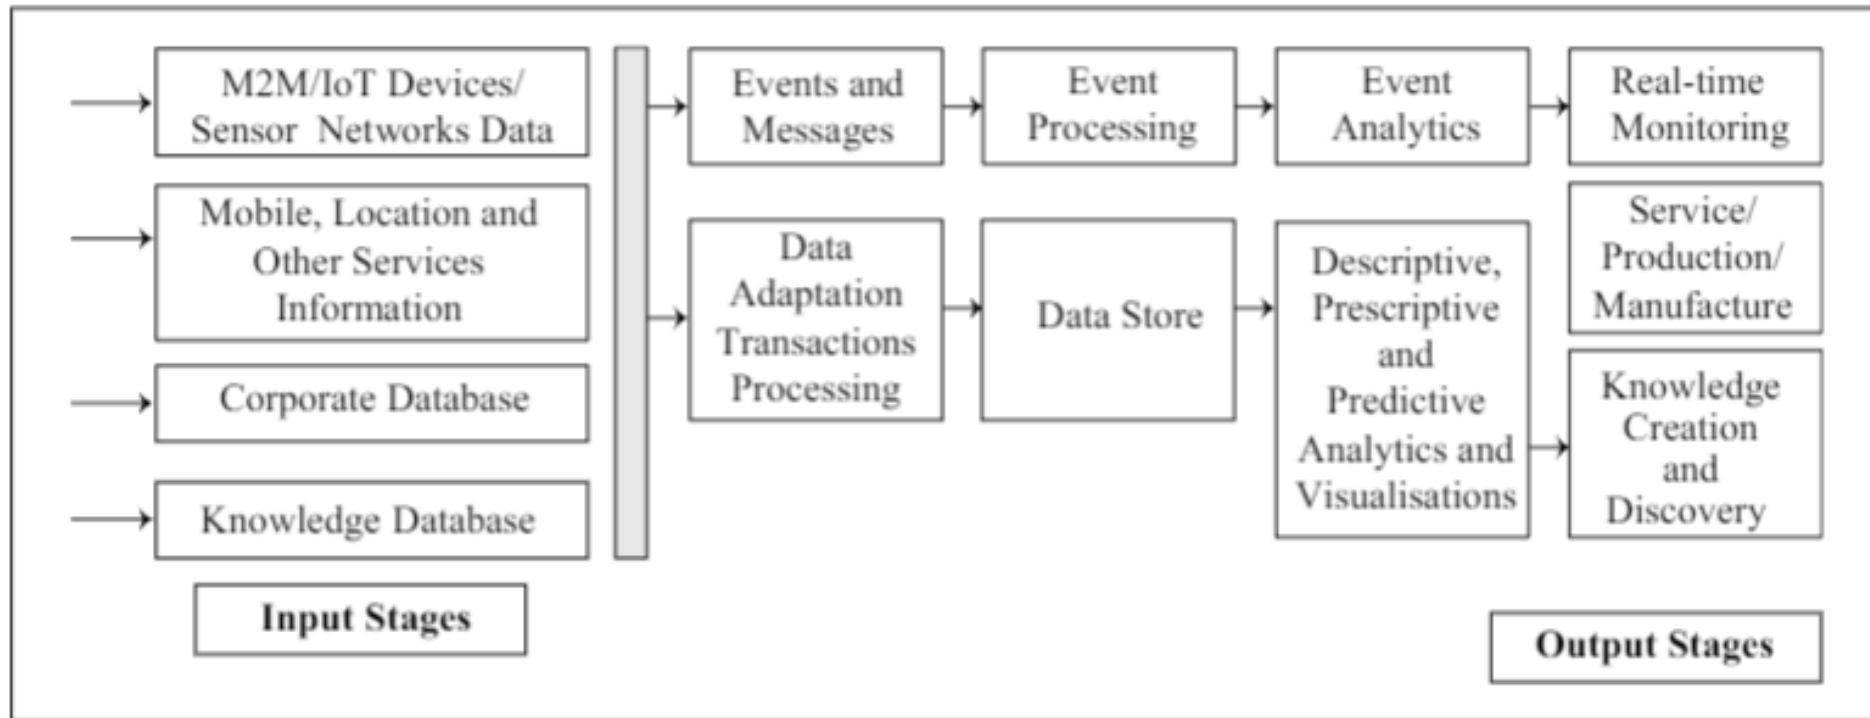 M2M/IoT Devices/
Sensor Networks Data
Mobile, Location and
Other Services
Information
Corporate Database
Knowledge Database
Input Stages
Events and
Messages
Event
Processing
Event
Analytics
Real-time
Monitoring
Data
Adaptation
Transactions
Processing
Data Store
Descriptive,
Prescriptive
and
Predictive
Analytics and
Visualisations
Service/
Production/
Manufacture
Knowledge
Creation
and
Discovery
Output Stages